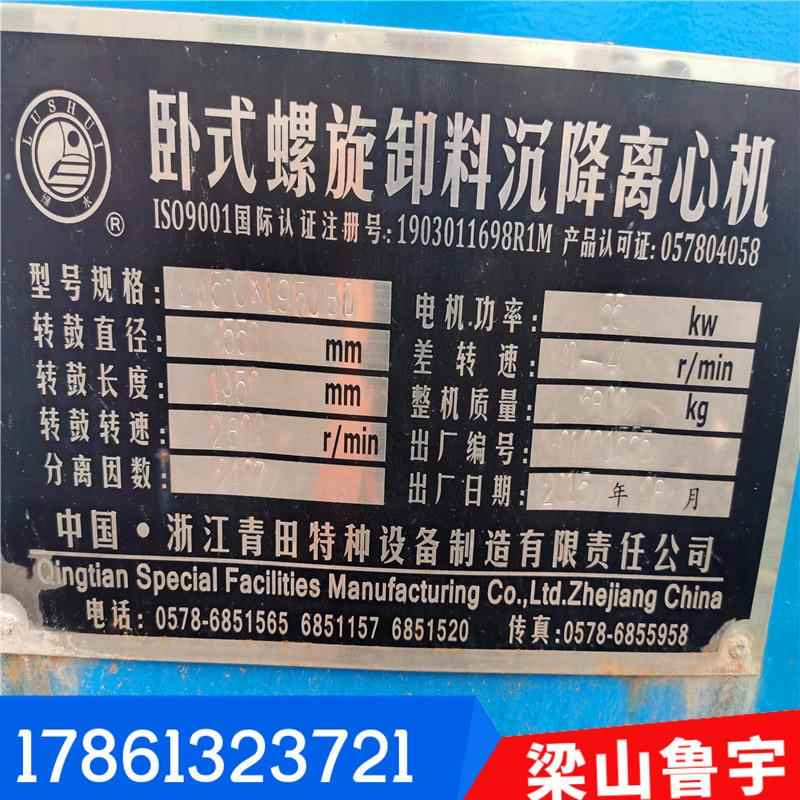 LUSHUI
绿水
®
卧式螺旋卸料沉降离心机
ISO9001国际认证注册号:1903011698R1M 产品认可证:057804058
型号规格: 电机功率: kw
转鼓直径: mm 差转速: r/min
转鼓长度: mm 整机质量: kg
转鼓转速: r/min 出厂编号:
分离因数: 出厂日期: 年 月
中国·浙江青田特种设备制造有限责任公司
Qingtian Special Facilities Manufacturing Co.,Ltd.Zhejiang China
电话: 0578-6851565 6851157 6851520 传真:0578-6855958
17861323721 梁山鲁宇